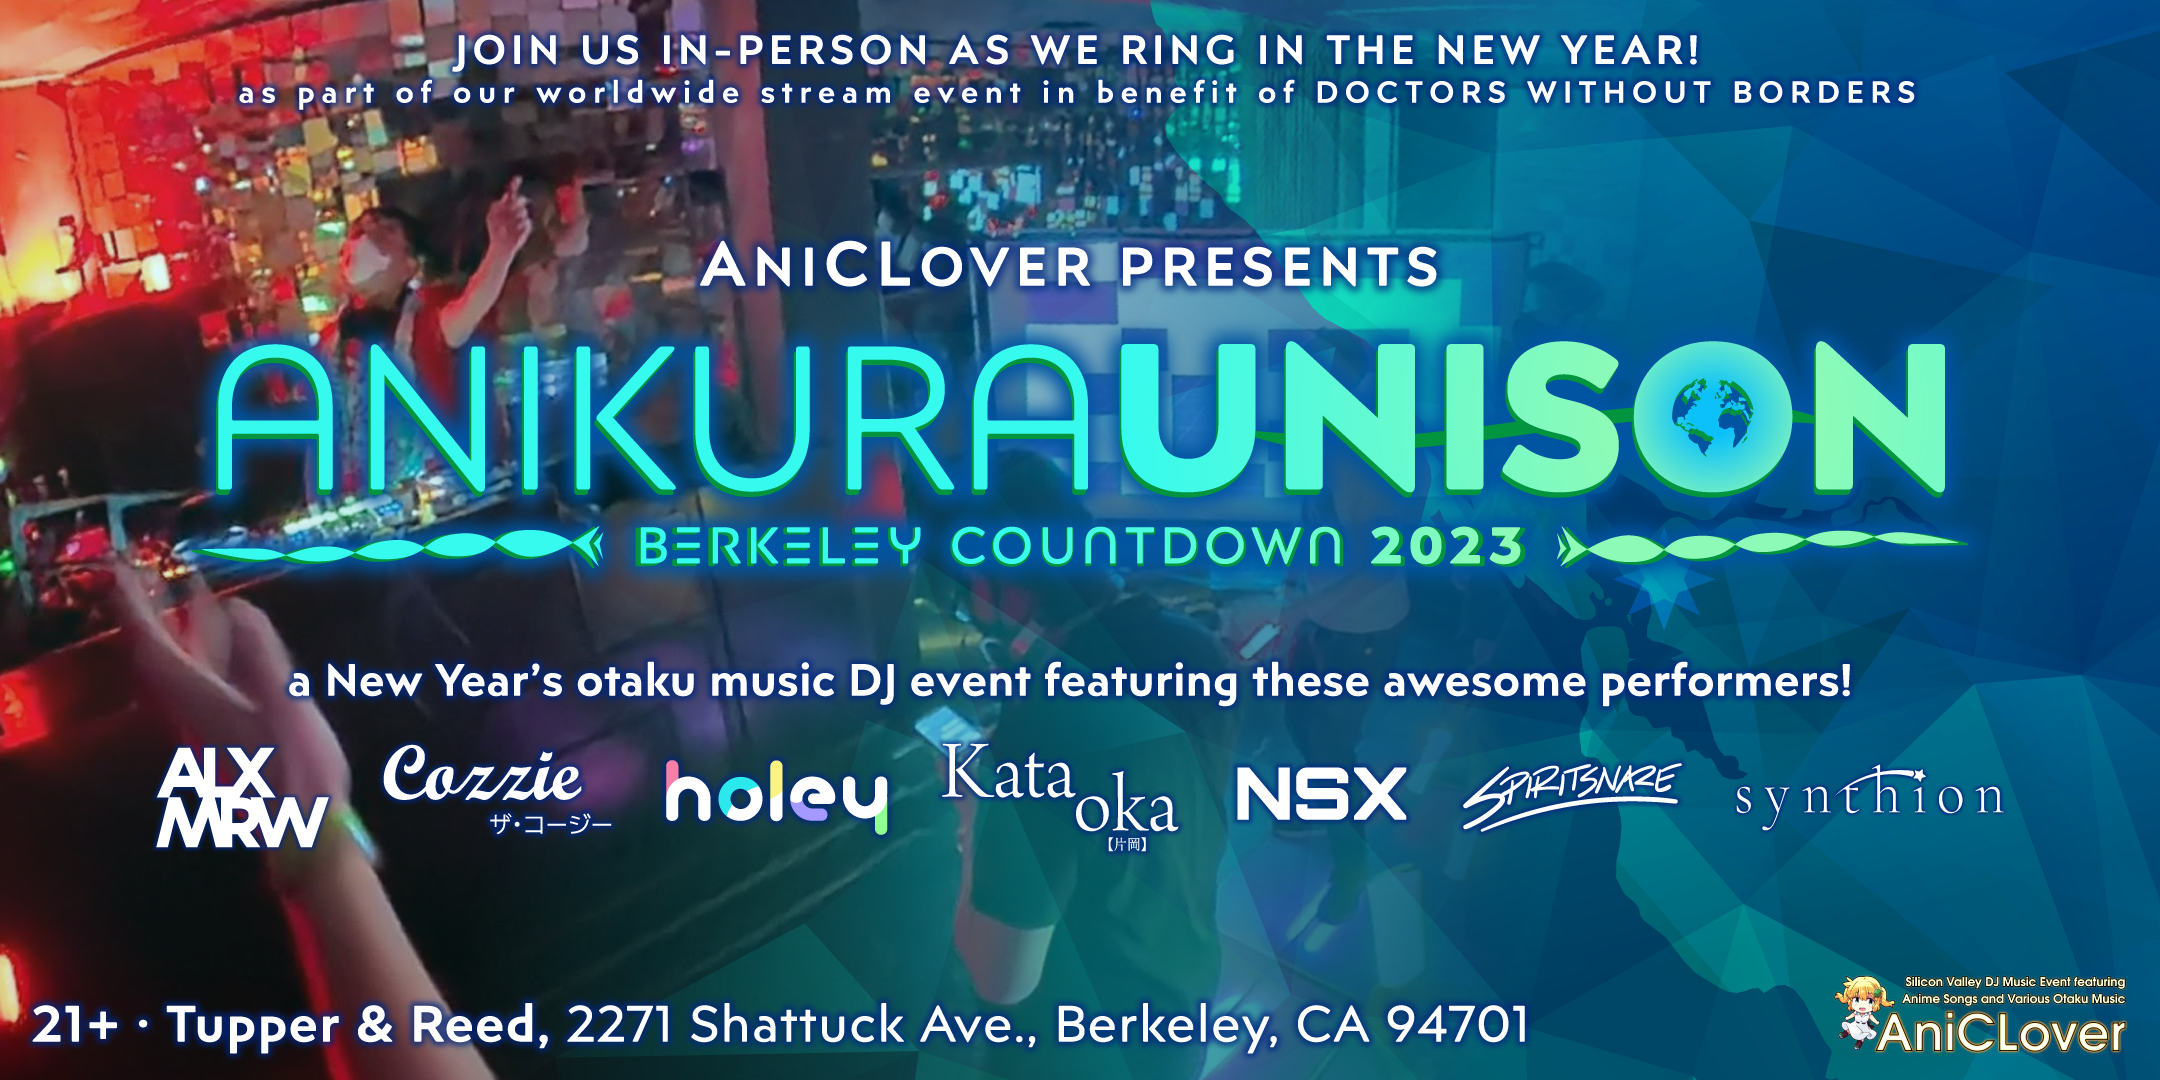 JOIN US IN-PERSON AS WE RING IN THE NEW YEAR!
as part of our worldwide stream event in benefit of DOCTORS WITHOUT BORDERS
ANICLOVER PRESENTS
ANIKURAUNISON
BERKELEY COUNTDOWN 2023
a New Year's otaku music DJ event featuring these awesome performers!
ALX
MRW
Cozzie
ザ・コージー
holey
Kata
oka
【片岡】
NSX
SPIRITSNARE
synthion
21+ · Tupper & Reed, 2271 Shattuck Ave., Berkeley, CA 94701
Silicon Valley DJ Music Event featuring
Anime Songs and Various Otaku Music
AniCLover